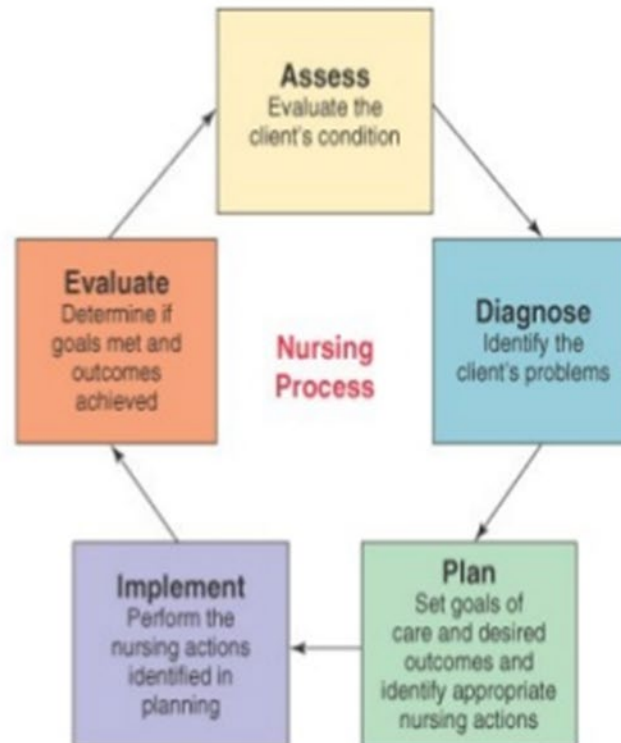 Assess
Evaluate the
client's condition
Diagnose
Identify the
client's problems
Plan
Set goals of
care and desired
outcomes and
identify appropriate
nursing actions
Implement
Perform the
nursing actions
identified in
planning
Evaluate
Determine if
goals met and
outcomes
achieved
Nursing
Process